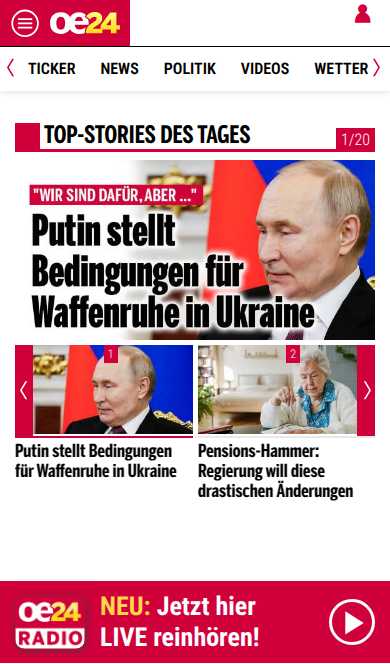 oe24
TICKER NEWS POLITIK VIDEOS WETTER
TOP-STORIES DES TAGES
1/20
"WIR SIND DAFÜR, ABER ..."
Putin stellt
Bedingungen für
Waffenruhe in Ukraine
1
2
Putin stellt Bedingungen
für Waffenruhe in Ukraine
Pensions-Hammer:
Regierung will diese
drastischen Änderungen
oe24
RADIO
NEU: Jetzt hier
LIVE reinhören!